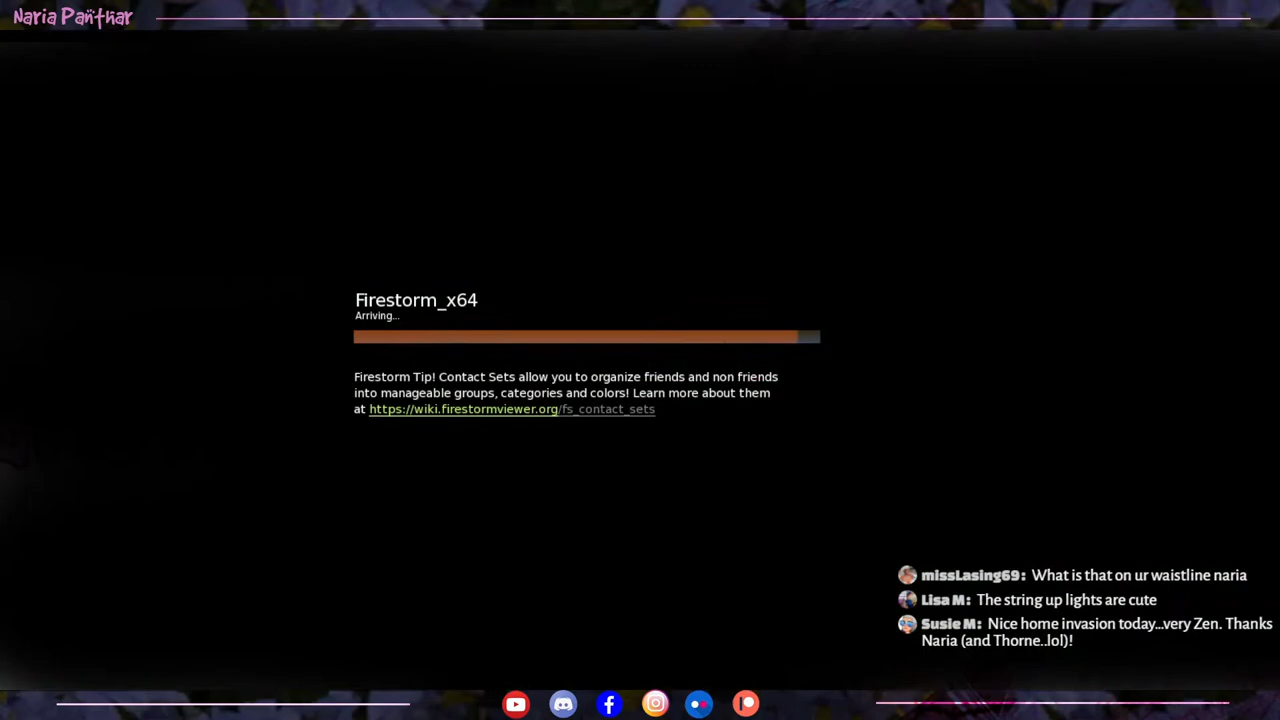 Naria Panthar
Firestorm_x64
Arriving...
Firestorm Tip! Contact Sets allow you to organize friends and non friends
into manageable groups, categories and colors! Learn more about them
at https://wiki.firestormviewer.org/fs_contact_sets
missLasing69: What is that on ur waistline naria
Lisa M: The string up lights are cute
Susie M: Nice home invasion today...very Zen. Thanks
Naria (and Thorne..lol)!